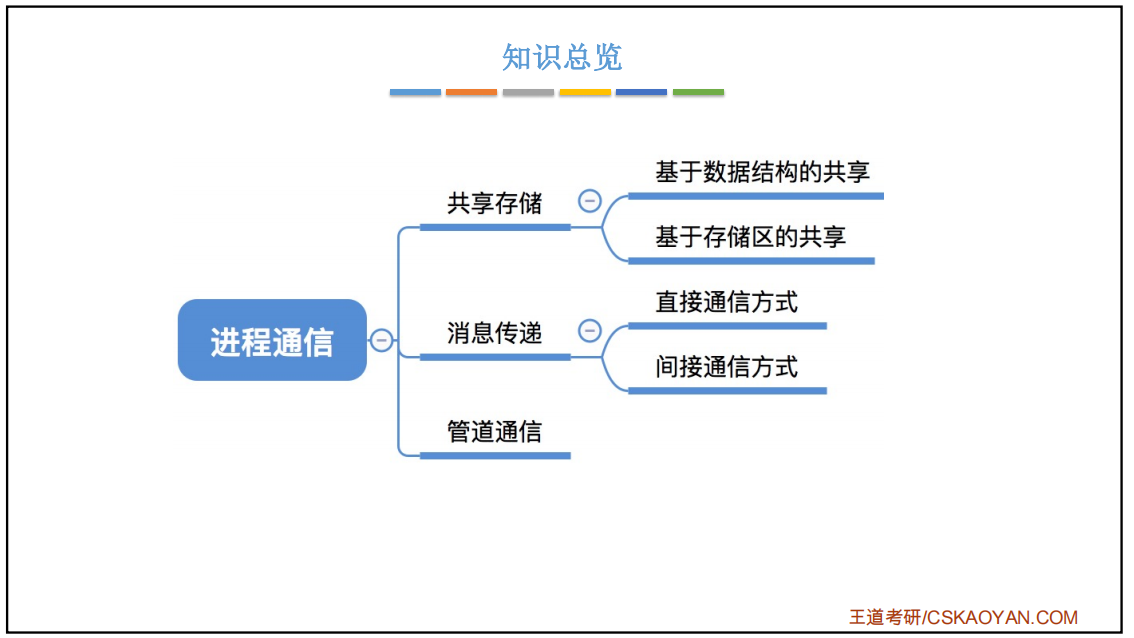 知识总览
基于数据结构的共享
共享存储
基于存储区的共享
直接通信方式
进程通信
消息传递
间接通信方式
管道通信
王道考研/CSKAOYAN.COM